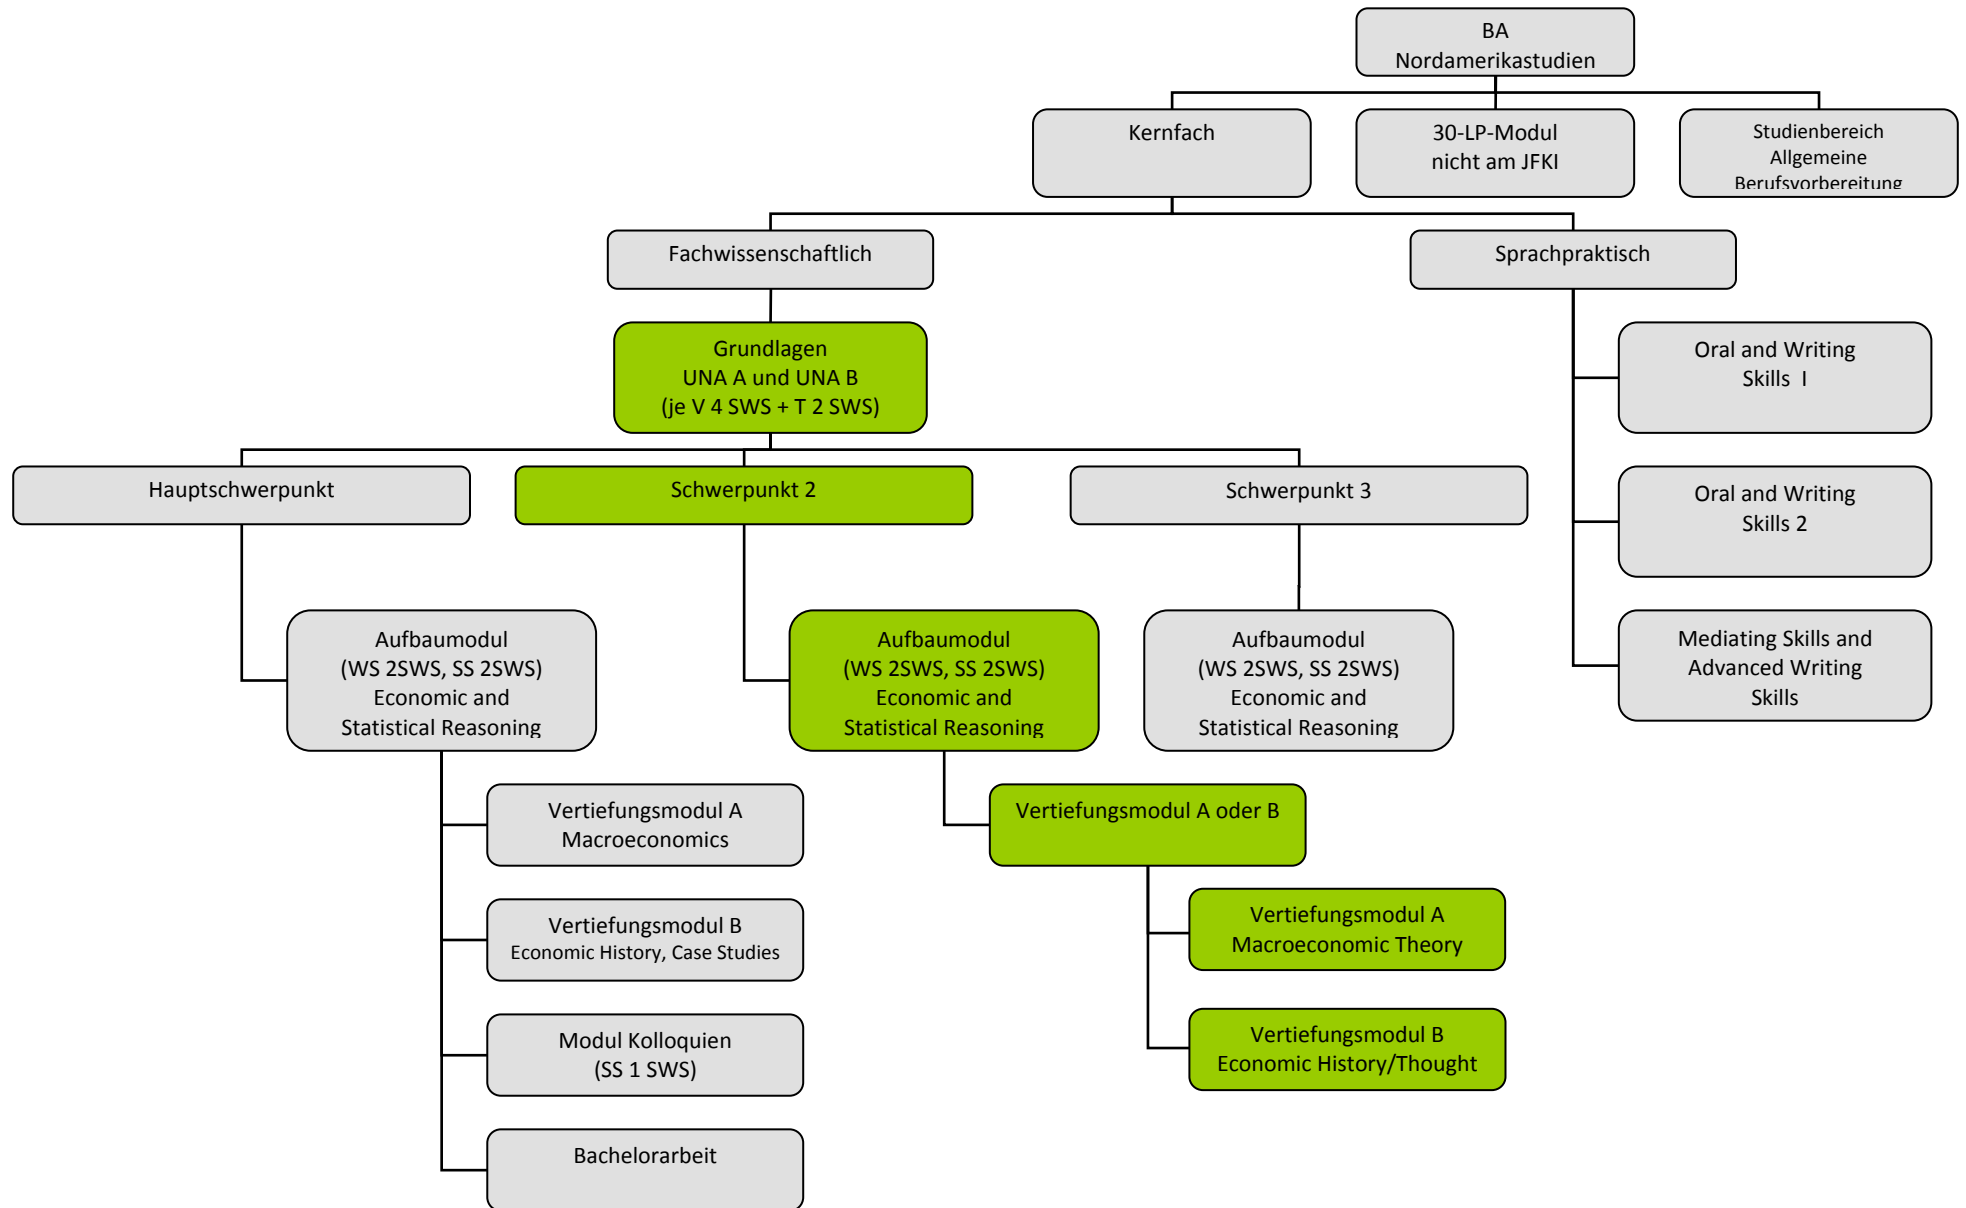 BA
Nordamerikastudien
Kernfach
30-LP-Modul
nicht am JFKI
Studienbereich
Allgemeine
Berufsvorbereitung
Fachwissenschaftlich
Sprachpraktisch
Grundlagen
UNA A und UNA B
(je V 4 SWS + T 2 SWS)
Oral and Writing
Skills  I
Hauptschwerpunkt
Schwerpunkt 2
Schwerpunkt 3
Oral and Writing
Skills 2
Aufbaumodul
(WS 2SWS, SS 2SWS)
Economic and
Statistical Reasoning
Aufbaumodul
(WS 2SWS, SS 2SWS)
Economic and
Statistical Reasoning
Aufbaumodul
(WS 2SWS, SS 2SWS)
Economic and
Statistical Reasoning
Mediating Skills and
Advanced Writing
Skills
Vertiefungsmodul A
Macroeconomics
Vertiefungsmodul A oder B
Vertiefungsmodul B
Economic History, Case Studies
Vertiefungsmodul A
Macroeconomic Theory
Modul Kolloquien
(SS 1 SWS)
Vertiefungsmodul B
Economic History/Thought
Bachelorarbeit